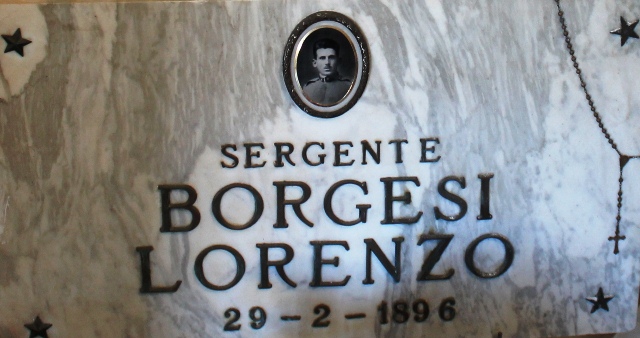 SERGENTE
BORGESI
LORENZO
29-2-1896